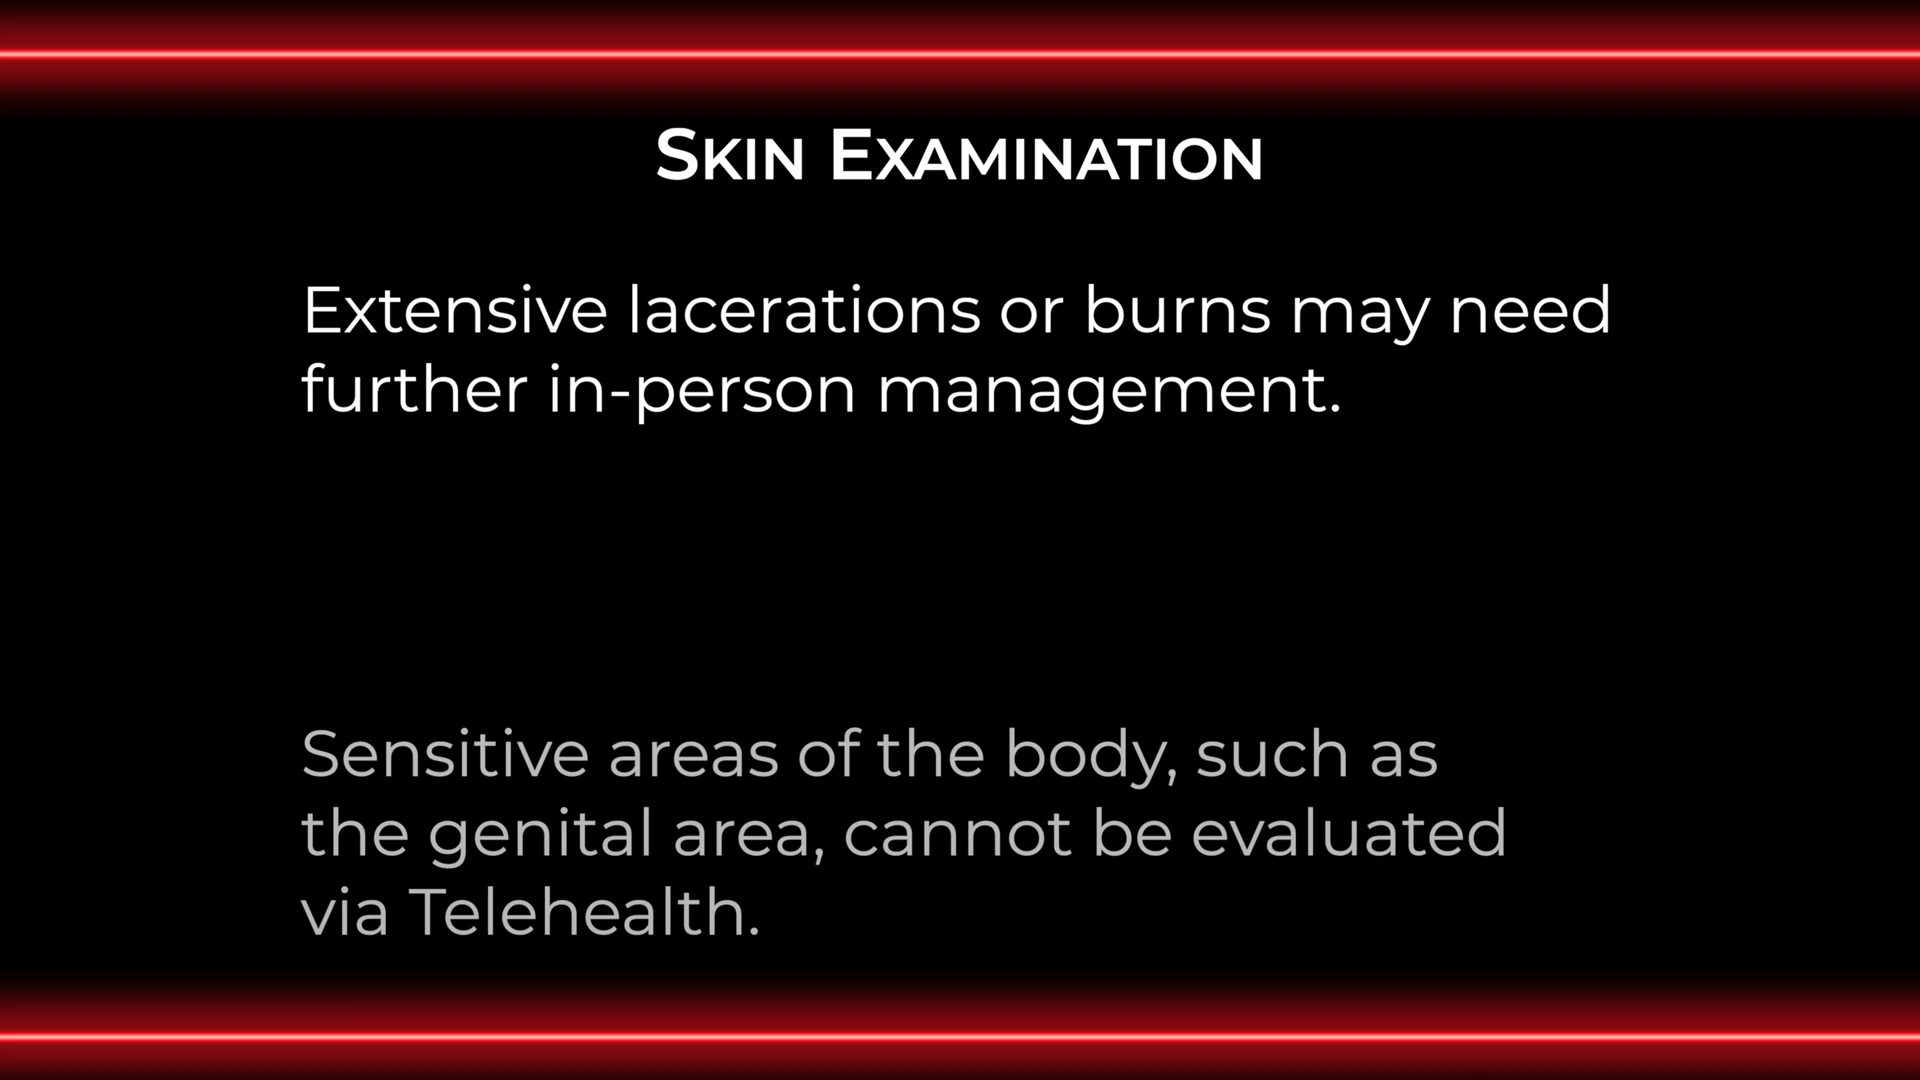 Skin Examination
Extensive lacerations or burns may need
further in-person management.
Sensitive areas of the body, such as
the genital area, cannot be evaluated
via Telehealth.